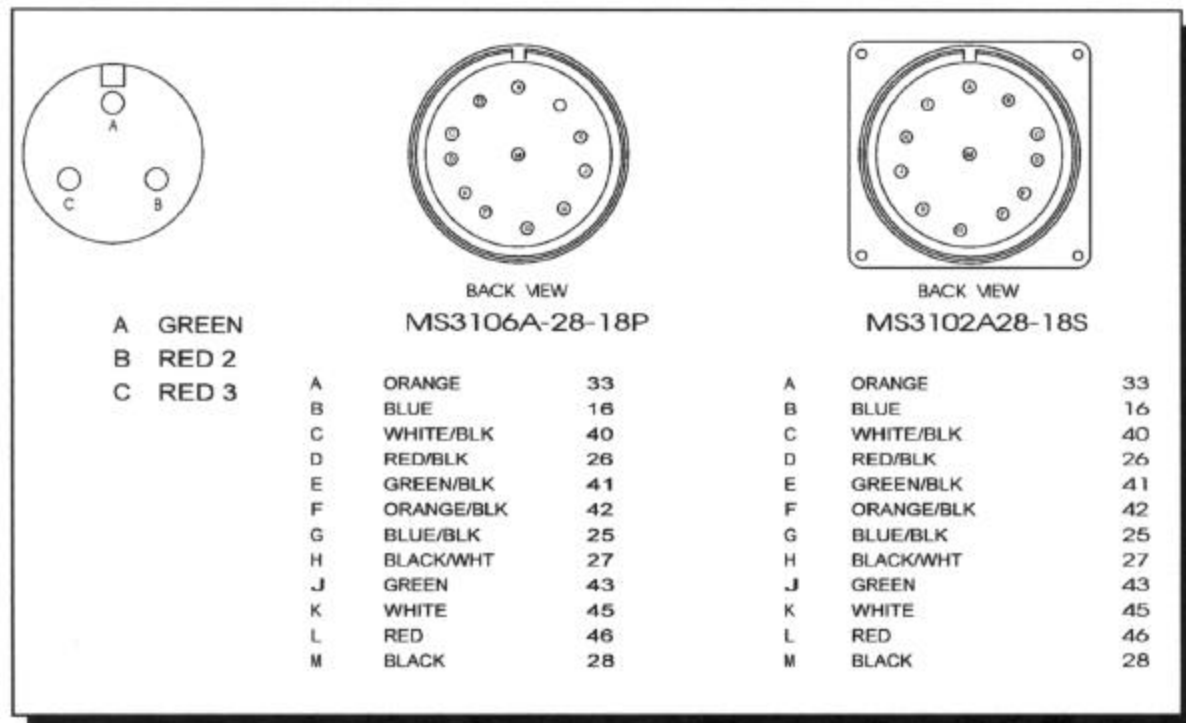 A
C B
A GREEN
B RED 2
C RED 3
BACK VIEW
MS3106A-28-18P
A ORANGE 33
B BLUE 16
C WHITE/BLK 40
D RED/BLK 26
E GREEN/BLK 41
F ORANGE/BLK 42
G BLUE/BLK 25
H BLACK/WHT 27
J GREEN 43
K WHITE 45
L RED 46
M BLACK 28
BACK VIEW
MS3102A28-18S
A ORANGE 33
B BLUE 16
C WHITE/BLK 40
D RED/BLK 26
E GREEN/BLK 41
F ORANGE/BLK 42
G BLUE/BLK 25
H BLACK/WHT 27
J GREEN 43
K WHITE 45
L RED 46
M BLACK 28